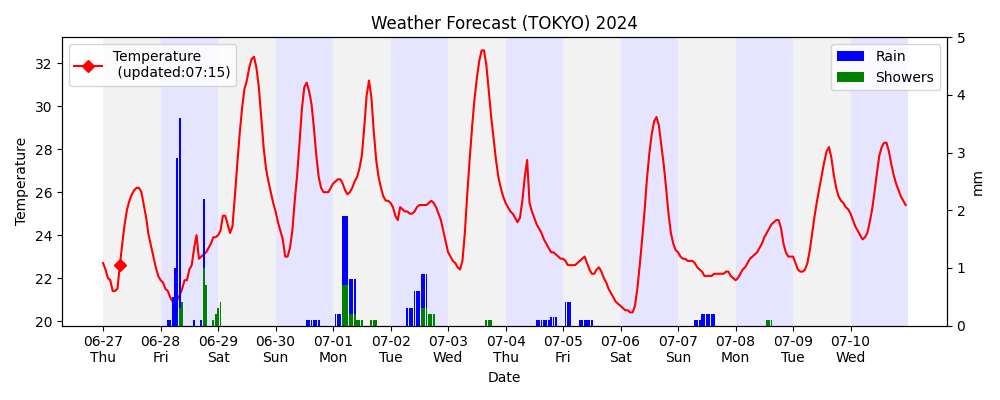 Weather Forecast (TOKYO) 2024
Temperature
(updated:07:15)
Rain
Showers
Temperature
32
30
28
26
24
22
20
5
4
3
2
1
0
mm
06-27 06-28 06-29 06-30 07-01 07-02 07-03 07-04 07-05 07-06 07-07 07-08 07-09 07-10
Thu Fri Sat Sun Mon Tue Wed Thu Fri Sat Sun Mon Tue Wed
Date